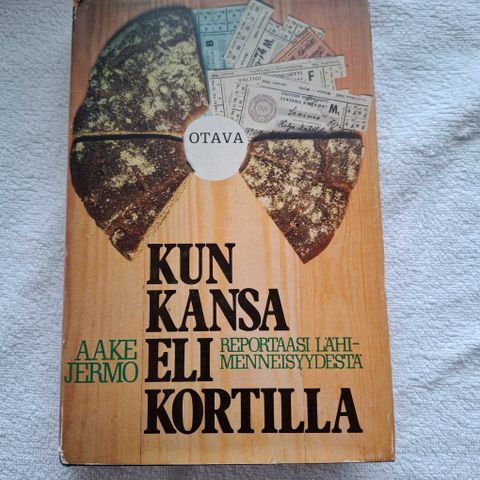 B
F
M,
OTAVA
KUN
KANSA
ELI
KORTILLA
AAKE
JERMO
REPORTAASI LÄHI-
MENNEISYYDESTÄ